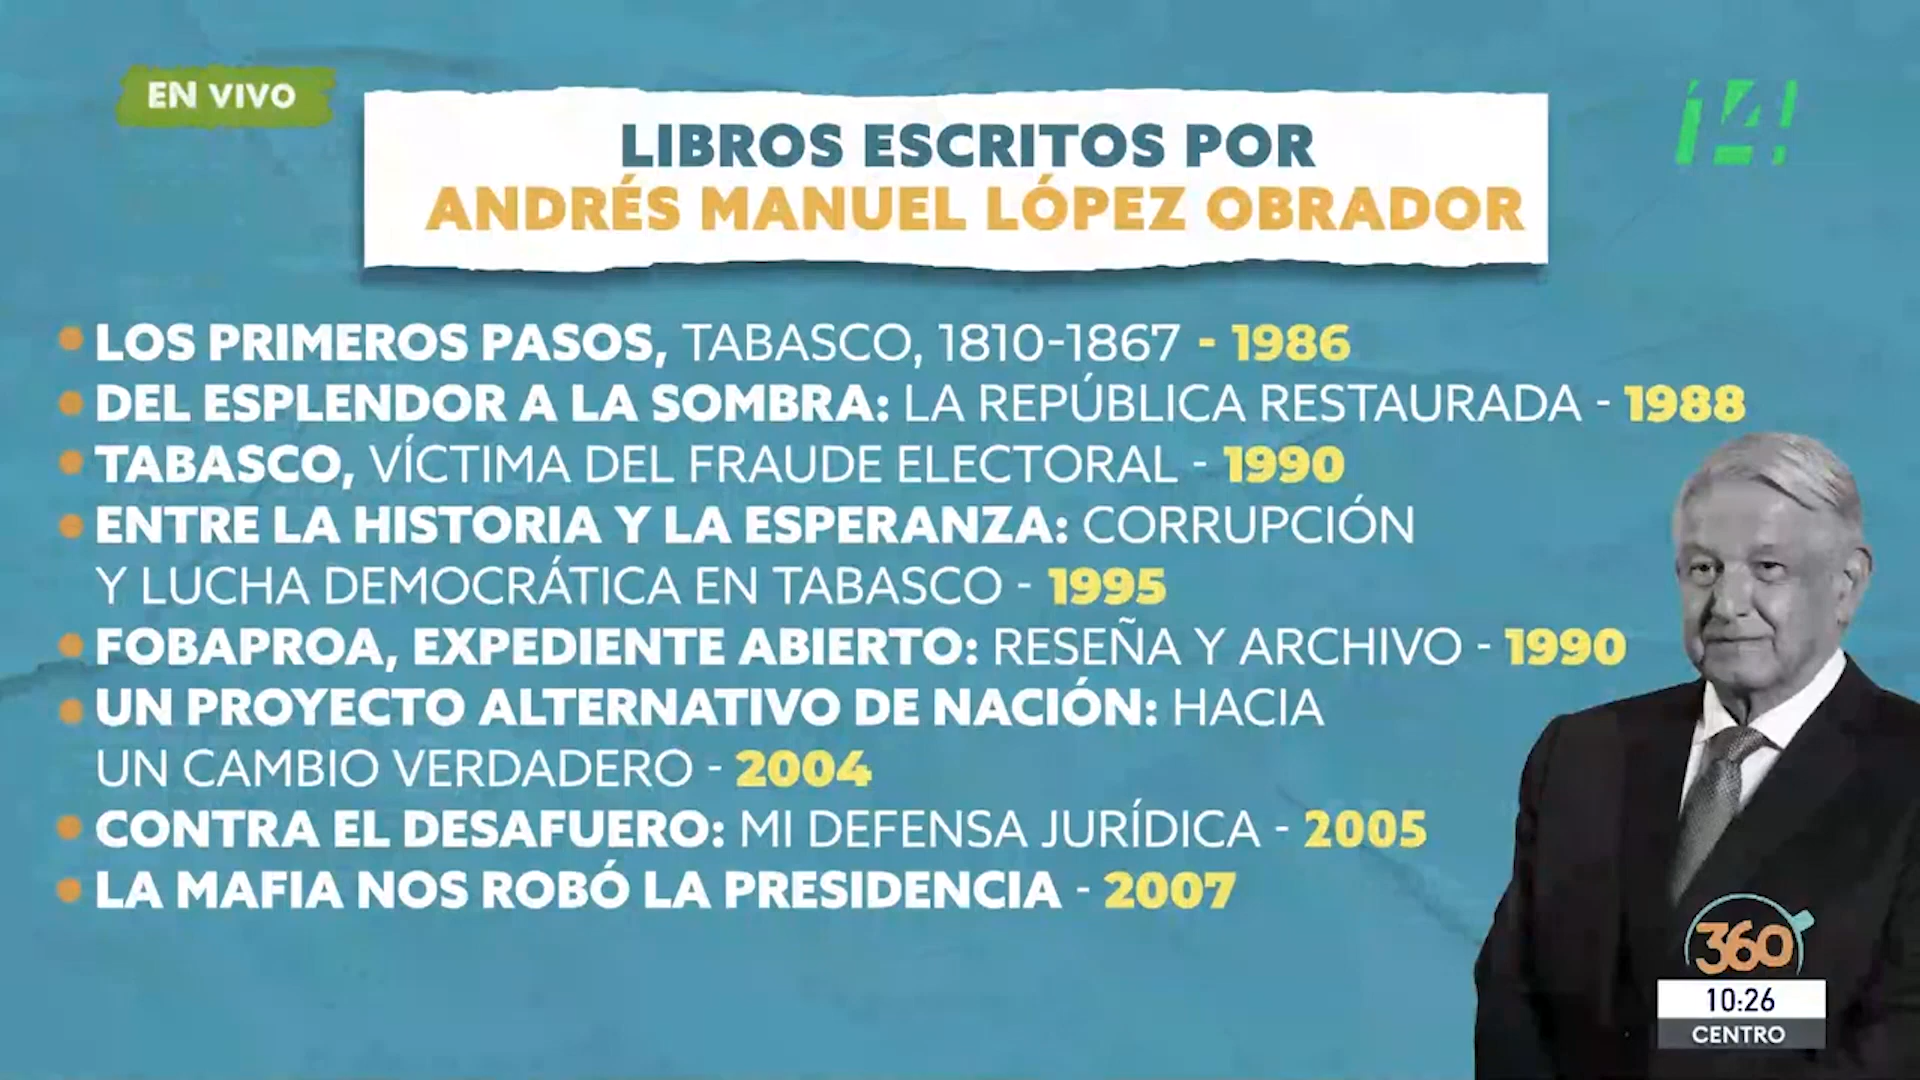 EN VIVO
14!
LIBROS ESCRITOS POR
ANDRÉS MANUEL LÓPEZ OBRADOR
• LOS PRIMEROS PASOS, TABASCO, 1810-1867 - 1986
• DEL ESPLENDOR A LA SOMBRA: LA REPÚBLICA RESTAURADA - 1988
• TABASCO, VÍCTIMA DEL FRAUDE ELECTORAL - 1990
• ENTRE LA HISTORIA Y LA ESPERANZA: CORRUPCIÓN
Y LUCHA DEMOCRÁTICA EN TABASCO - 1995
• FOBAPROA, EXPEDIENTE ABIERTO: RESEÑA Y ARCHIVO - 1990
• UN PROYECTO ALTERNATIVO DE NACIÓN: HACIA
UN CAMBIO VERDADERO - 2004
• CONTRA EL DESAFUERO: MI DEFENSA JURÍDICA - 2005
• LA MAFIA NOS ROBÓ LA PRESIDENCIA - 2007
360
10:26
CENTRO